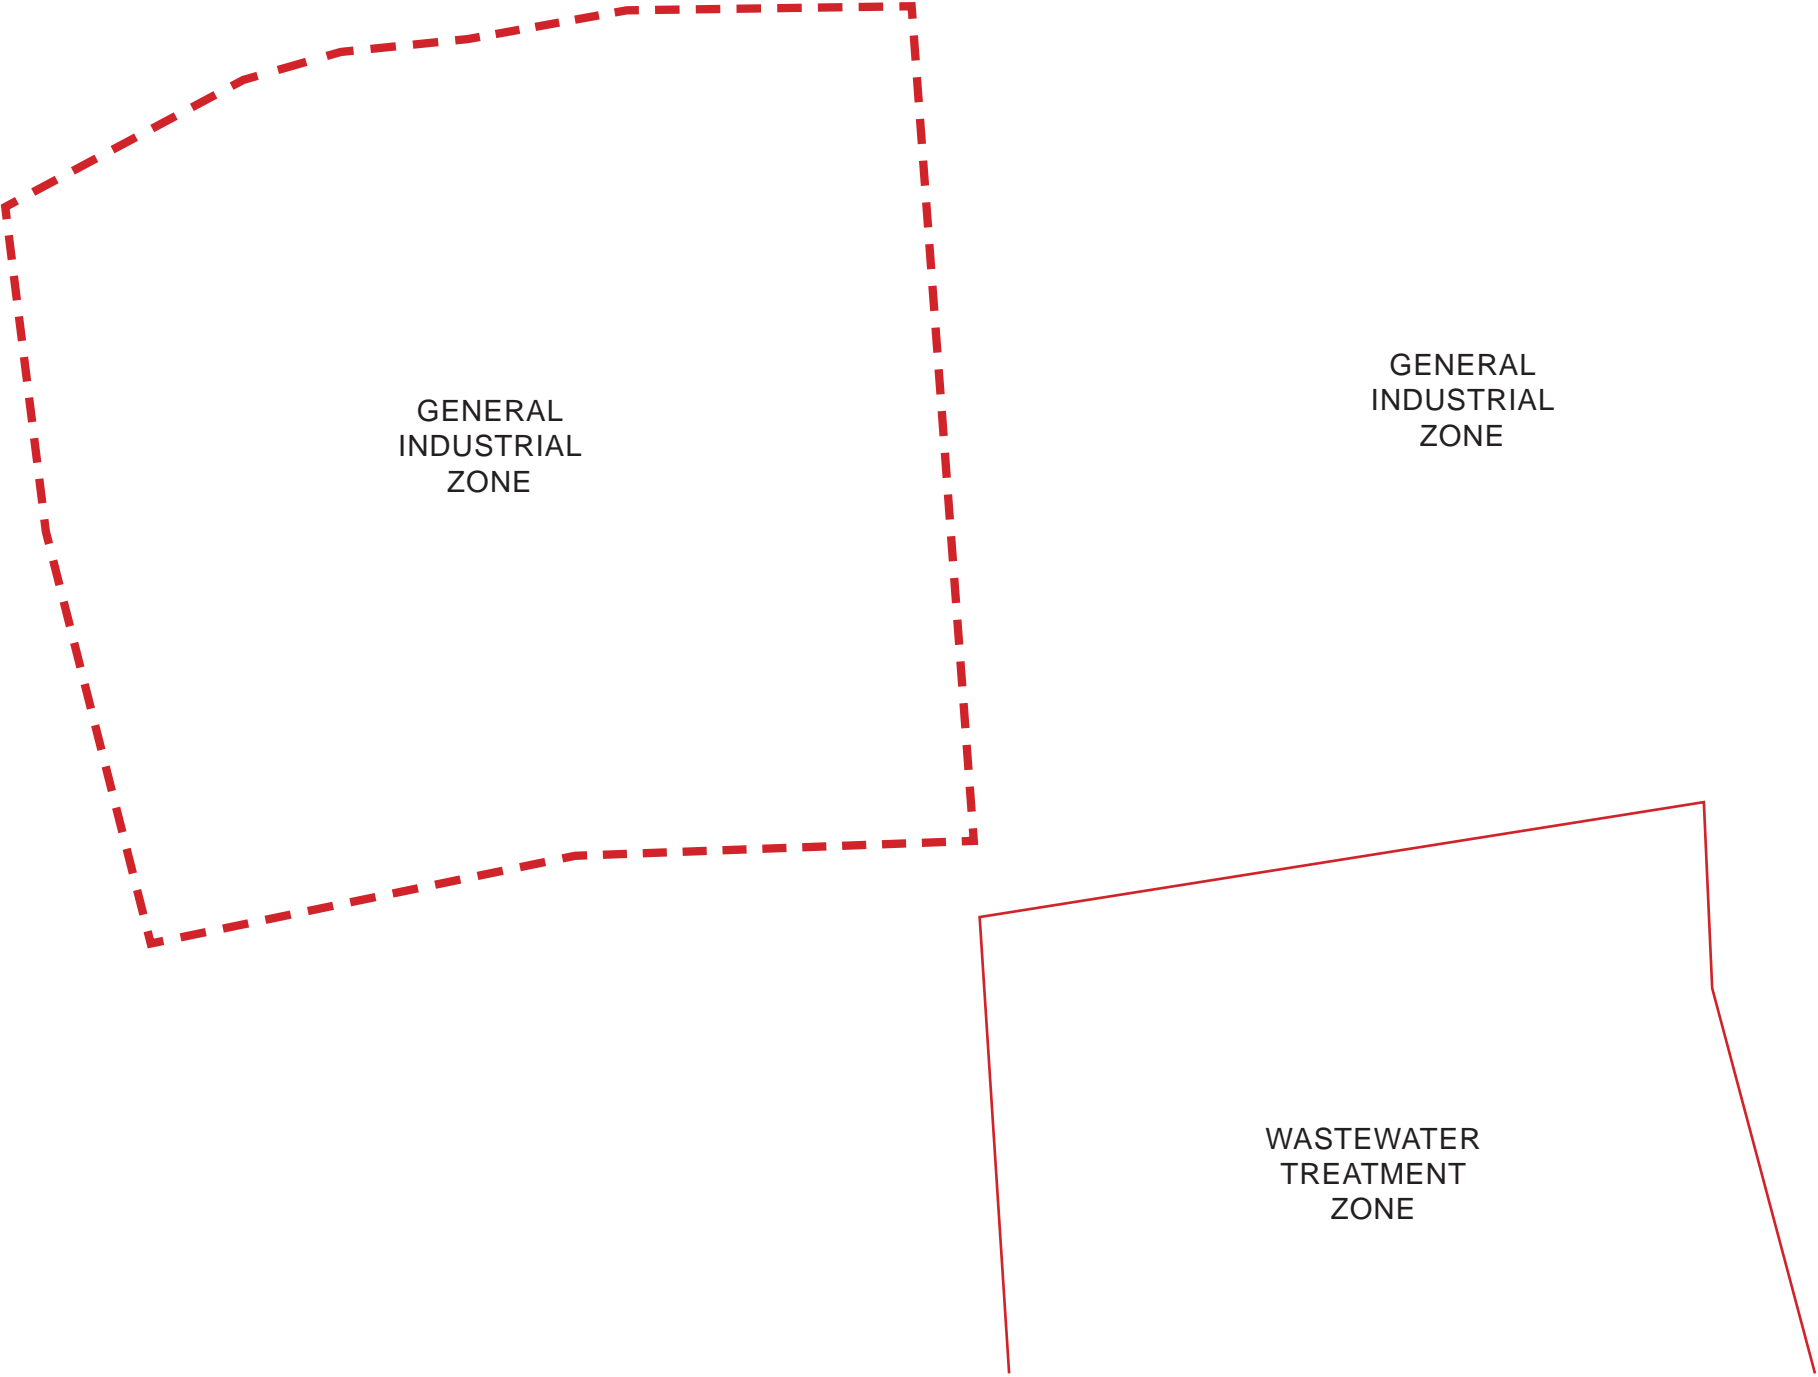 GENERAL
INDUSTRIAL
ZONE
GENERAL
INDUSTRIAL
ZONE
WASTEWATER
TREATMENT
ZONE